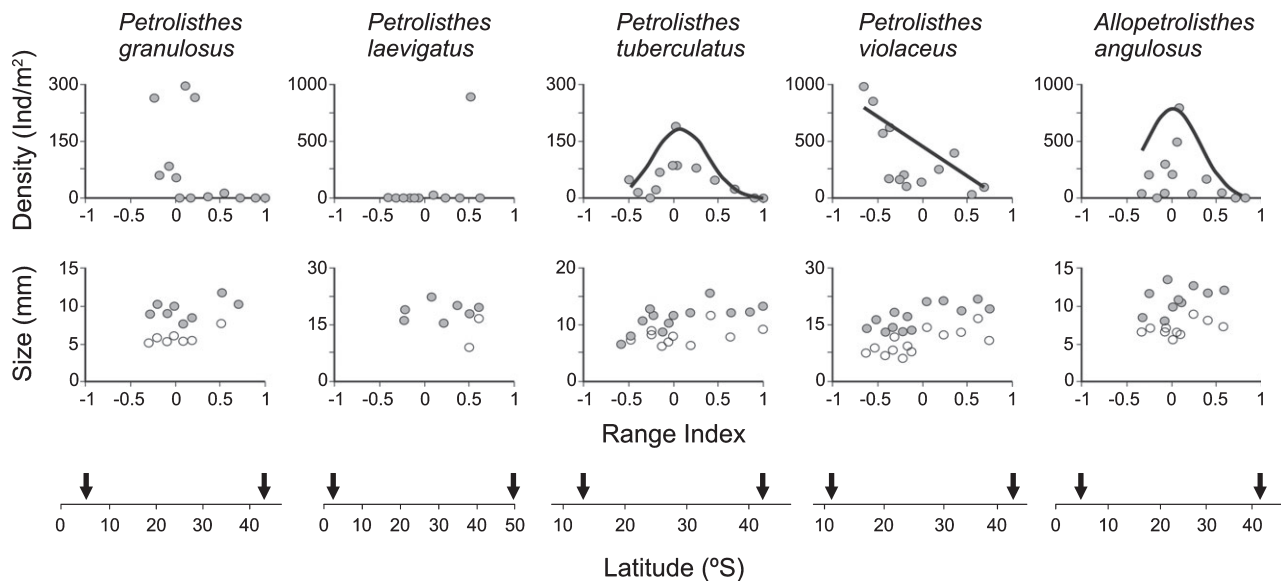 Petrolisthes granulosus
Petrolisthes laevigatus
Petrolisthes tuberculatus
Petrolisthes violaceus
Allopetrolisthes angulosus
Density (Ind/m²)
300 150 0
-1 -0.5 0 0.5 1
1000 500 0
-1 -0.5 0 0.5 1
300 150 0
-1 -0.5 0 0.5 1
1000 500 0
-1 -0.5 0 0.5 1
1000 500 0
-1 -0.5 0 0.5 1
Size (mm)
15 10 5 0
-1 -0.5 0 0.5 1
30 15 0
-1 -0.5 0 0.5 1
20 10 0
-1 -0.5 0 0.5 1
30 15 0
-1 -0.5 0 0.5 1
15 10 5 0
-1 -0.5 0 0.5 1
Range Index
0 10 20 30 40
0 10 20 30 40 50
10 20 30 40
10 20 30 40
0 10 20 30 40
Latitude (ºS)